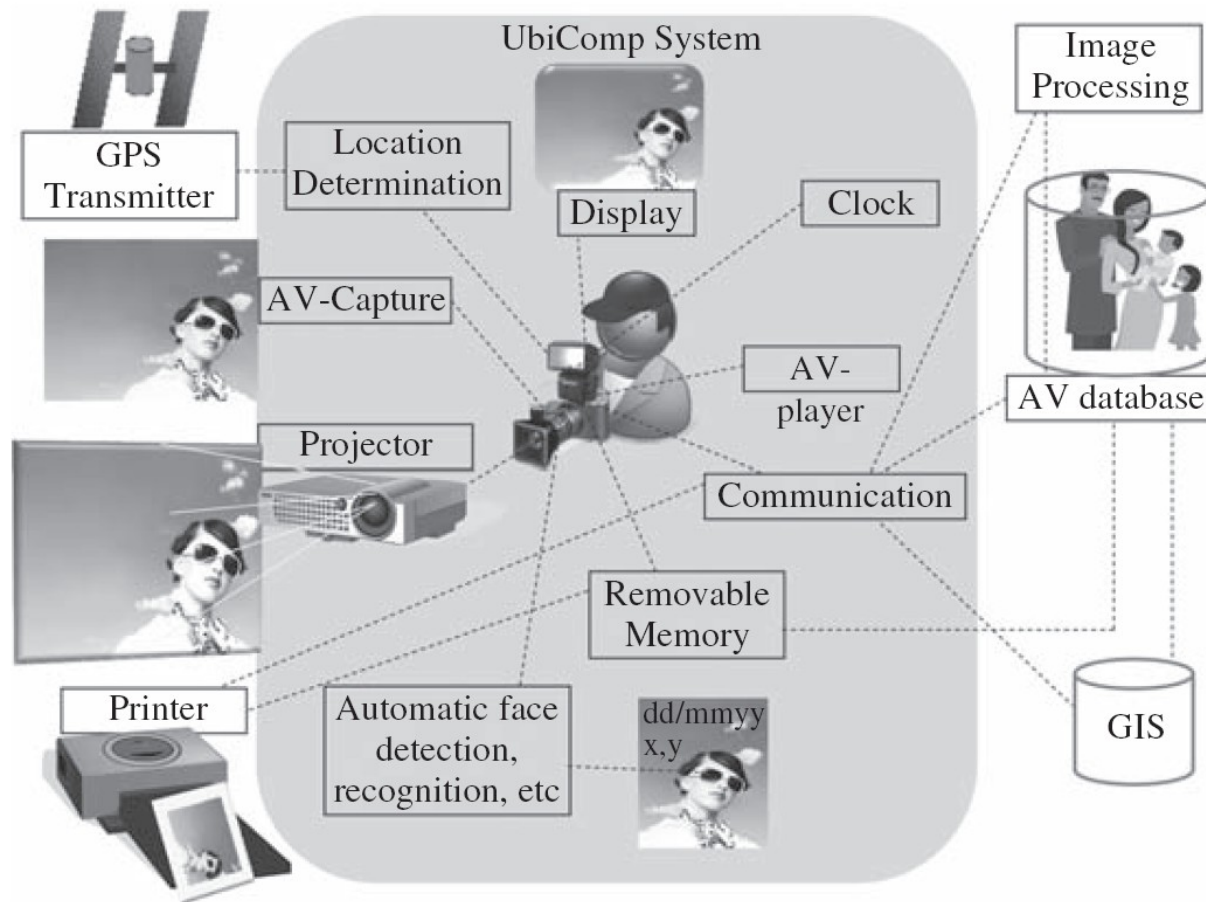 UbiComp System
Image
Processing
GPS
Transmitter
Location
Determination
Display
Clock
AV-Capture
AV-
player
AV database
Projector
Communication
Removable
Memory
Printer
Automatic face
detection,
recognition, etc
dd/mmyy
x,y
GIS